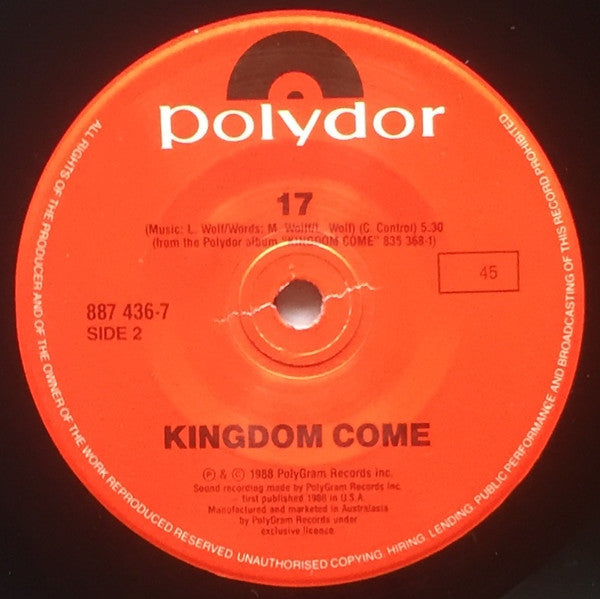 polydor
17
(Music: L. Wolf/Words: M. Wolff/L. Wolf) (C. Control) 5:30
(from the Polydor album "KINGDOM COME" 835 368-1)
45
887 436-7
SIDE 2
KINGDOM COME
℗ & © 1988 PolyGram Records Inc.
Sound recording made by PolyGram Records Inc.
– first published 1988 in U.S.A.
Manufactured and marketed in Australasia
by PolyGram Records under
exclusive licence
ALL RIGHTS OF THE PRODUCER AND OF THE OWNER OF THE WORK REPRODUCED RESERVED. UNAUTHORISED COPYING, HIRING, LENDING, PUBLIC PERFORMANCE AND BROADCASTING OF THIS RECORD PROHIBITED